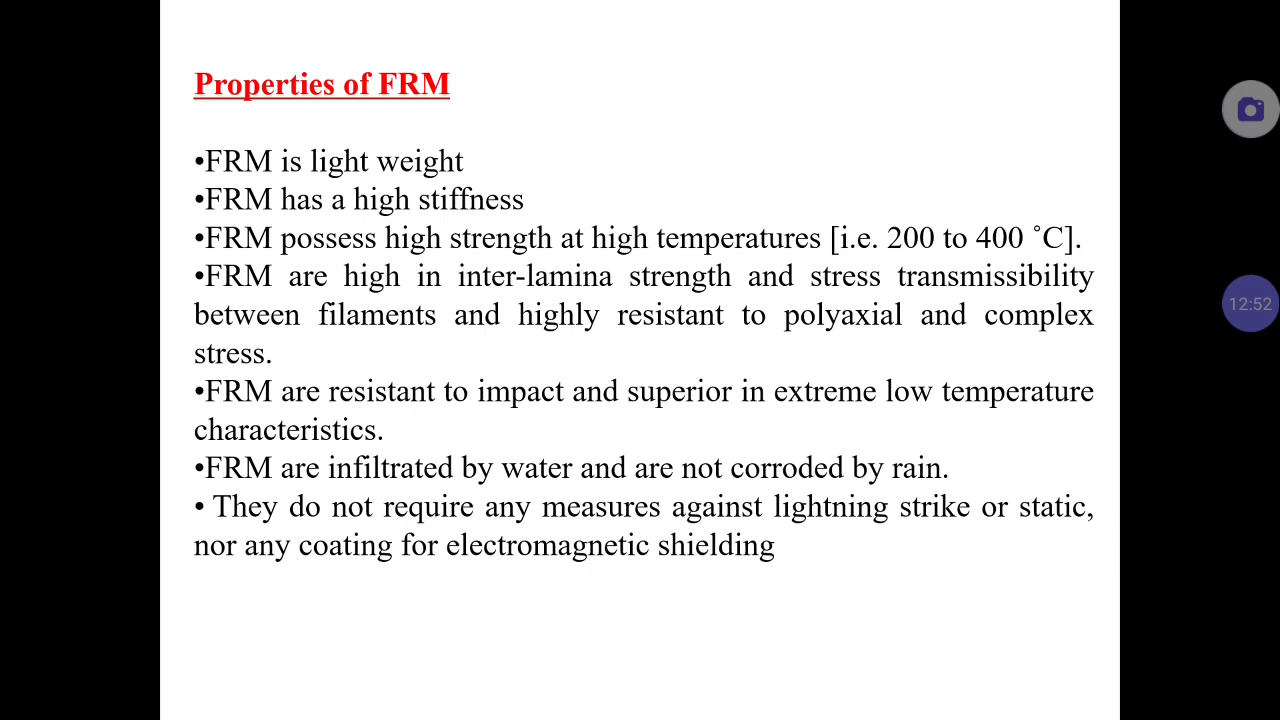 Properties of FRM
•FRM is light weight
•FRM has a high stiffness
•FRM possess high strength at high temperatures [i.e. 200 to 400 ˚C].
•FRM are high in inter-lamina strength and stress transmissibility
between filaments and highly resistant to polyaxial and complex
stress.
•FRM are resistant to impact and superior in extreme low temperature
characteristics.
•FRM are infiltrated by water and are not corroded by rain.
• They do not require any measures against lightning strike or static,
nor any coating for electromagnetic shielding
12:52